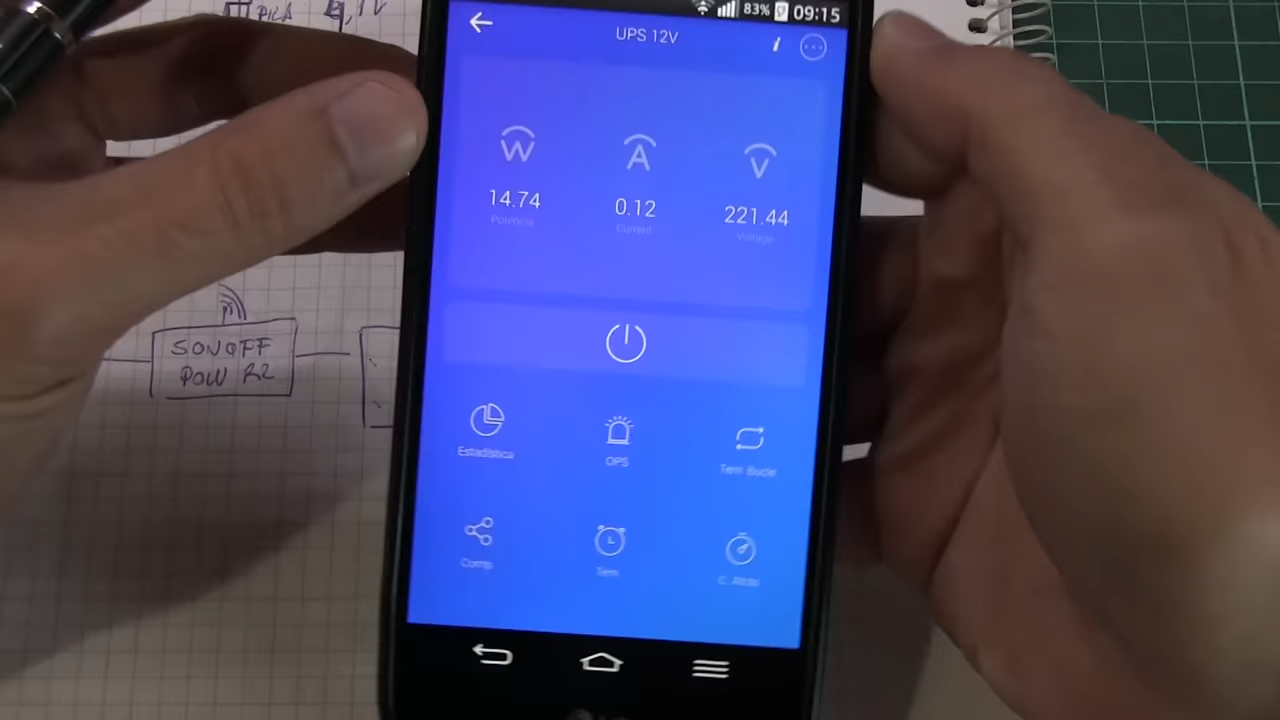 PILA
83% 09:15
UPS 12V
W A V
14.74 0.12 221.44
Potencia Current Voltage
SONOFF
POW R2
Estadística OPS Tem Bucle
Comp Tem